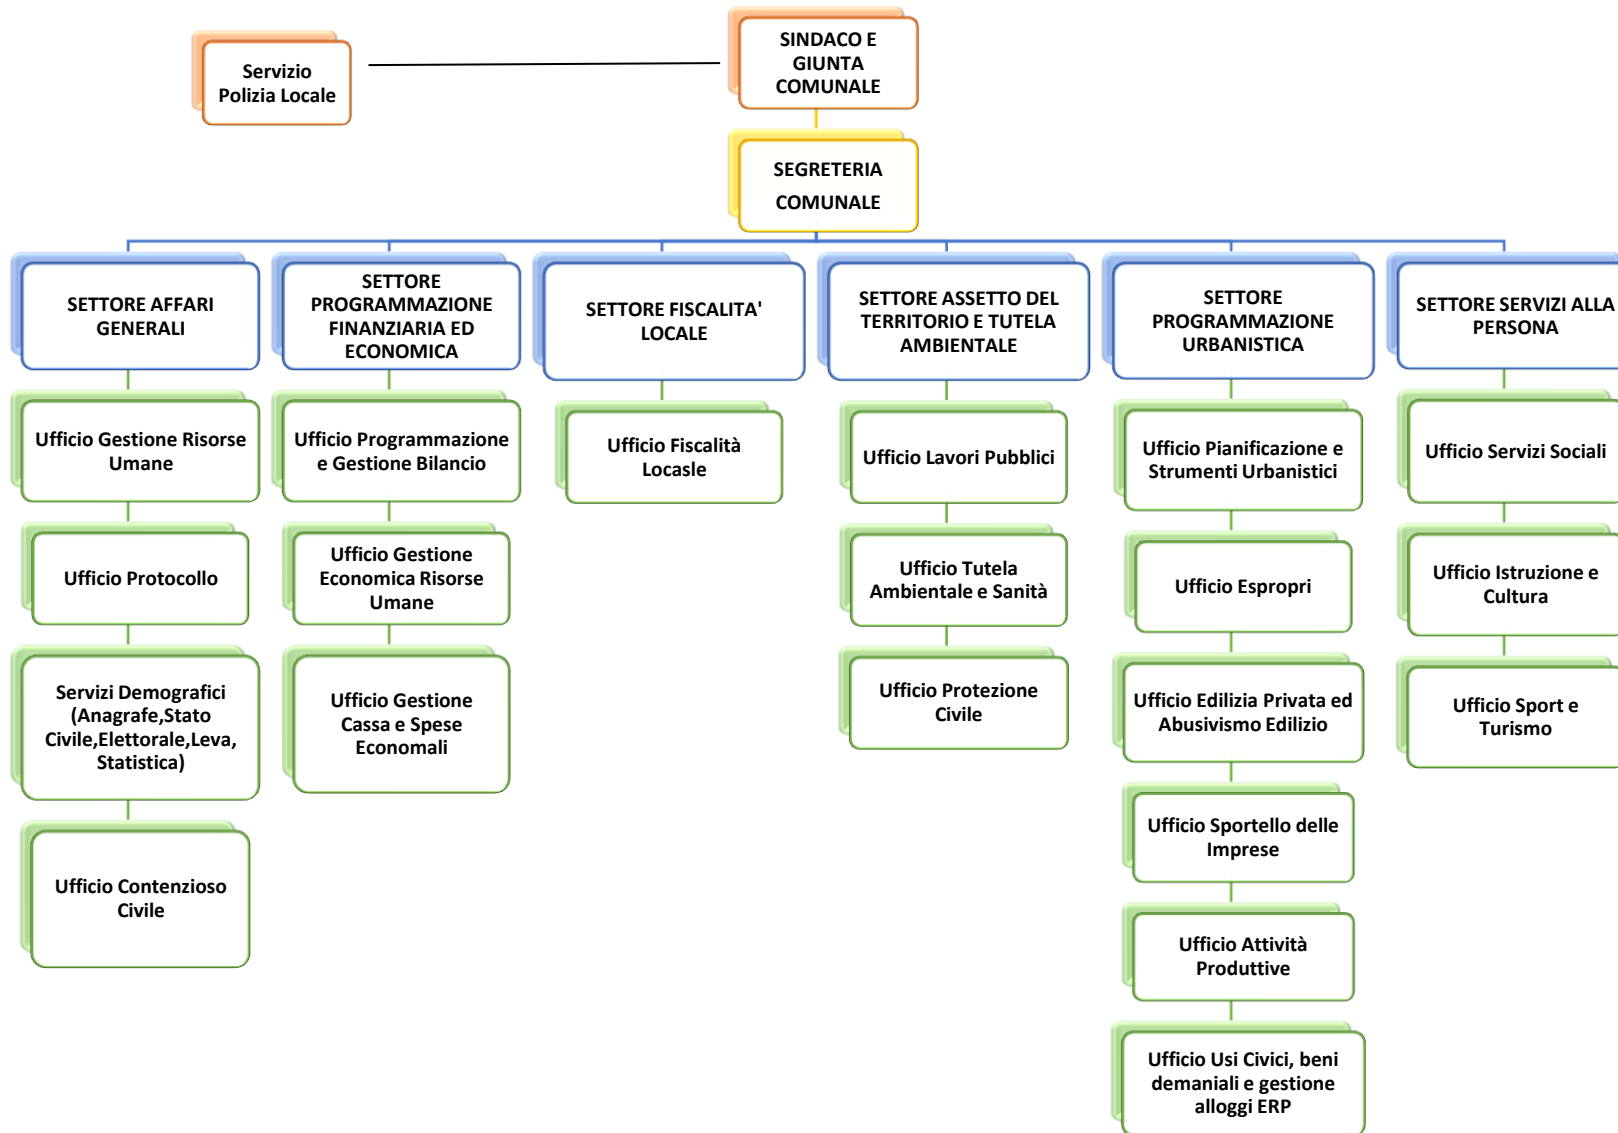 SINDACO E
GIUNTA
COMUNALE
Servizio
Polizia Locale
SEGRETERIA
COMUNALE
SETTORE AFFARI
GENERALI
SETTORE
PROGRAMMAZIONE
FINANZIARIA ED
ECONOMICA
SETTORE FISCALITA'
LOCALE
SETTORE ASSETTO DEL
TERRITORIO E TUTELA
AMBIENTALE
SETTORE
PROGRAMMAZIONE
URBANISTICA
SETTORE SERVIZI ALLA
PERSONA
Ufficio Gestione Risorse
Umane
Ufficio Protocollo
Servizi Demografici
(Anagrafe,Stato
Civile,Elettorale,Leva,
Statistica)
Ufficio Contenzioso
Civile
Ufficio Programmazione
e Gestione Bilancio
Ufficio Gestione
Economica Risorse
Umane
Ufficio Gestione
Cassa e Spese
Economali
Ufficio Fiscalità
Locasle
Ufficio Lavori Pubblici
Ufficio Tutela
Ambientale e Sanità
Ufficio Protezione
Civile
Ufficio Pianificazione e
Strumenti Urbanistici
Ufficio Espropri
Ufficio Edilizia Privata ed
Abusivismo Edilizio
Ufficio Sportello delle
Imprese
Ufficio Attività
Produttive
Ufficio Usi Civici, beni
demaniali e gestione
alloggi ERP
Ufficio Servizi Sociali
Ufficio Istruzione e
Cultura
Ufficio Sport e
Turismo